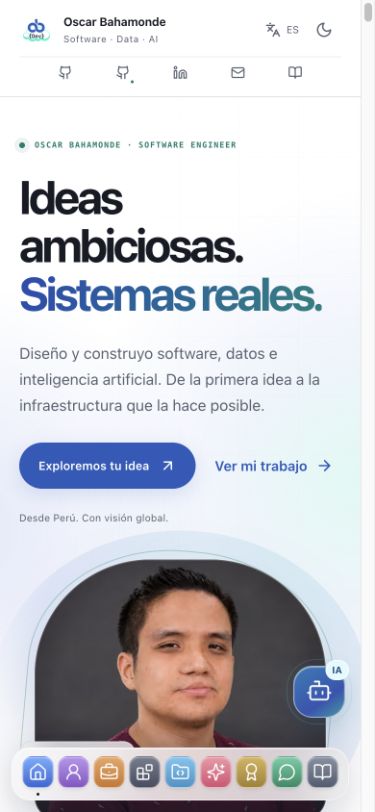 Oscar Bahamonde
Software · Data · AI
ES
OSCAR BAHAMONDE · SOFTWARE ENGINEER
Ideas
ambiciosas.
Sistemas reales.
Diseño y construyo software, datos e
inteligencia artificial. De la primera idea a la
infraestructura que la hace posible.
Exploremos tu idea
Ver mi trabajo
Desde Perú. Con visión global.
IA